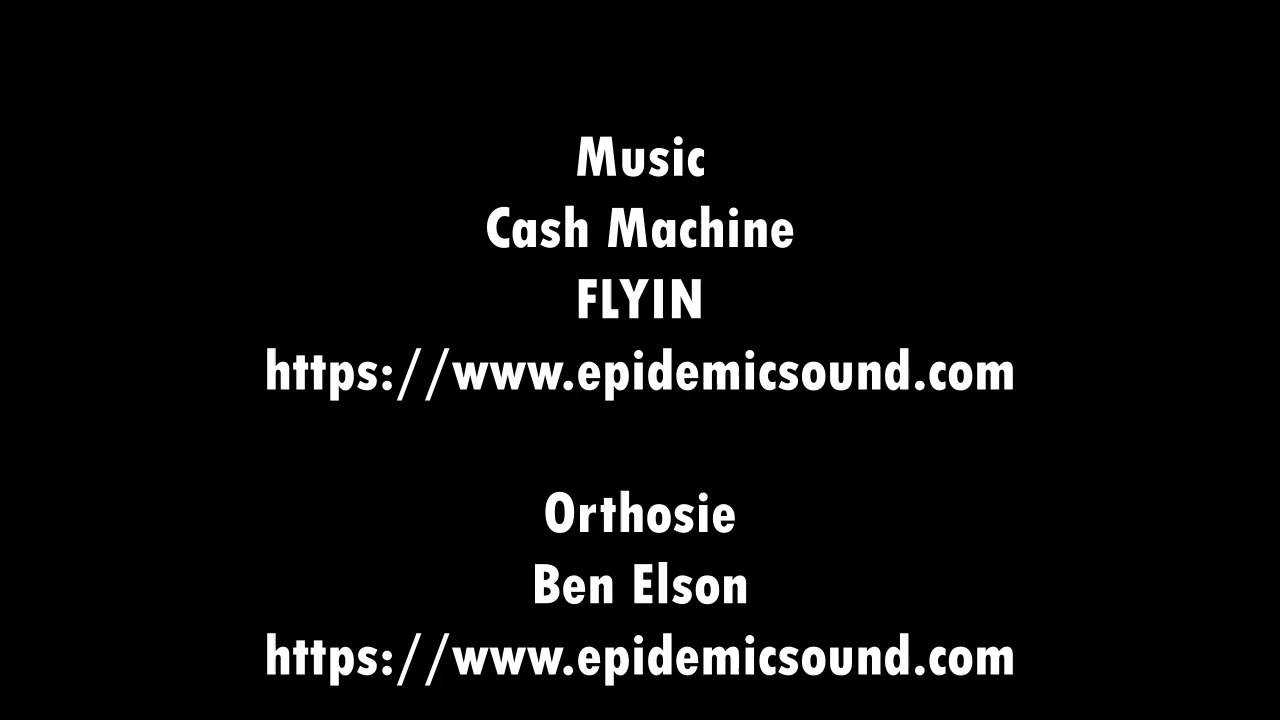 Music
Cash Machine
FLYIN
https://www.epidemicsound.com
Orthosie
Ben Elson
https://www.epidemicsound.com